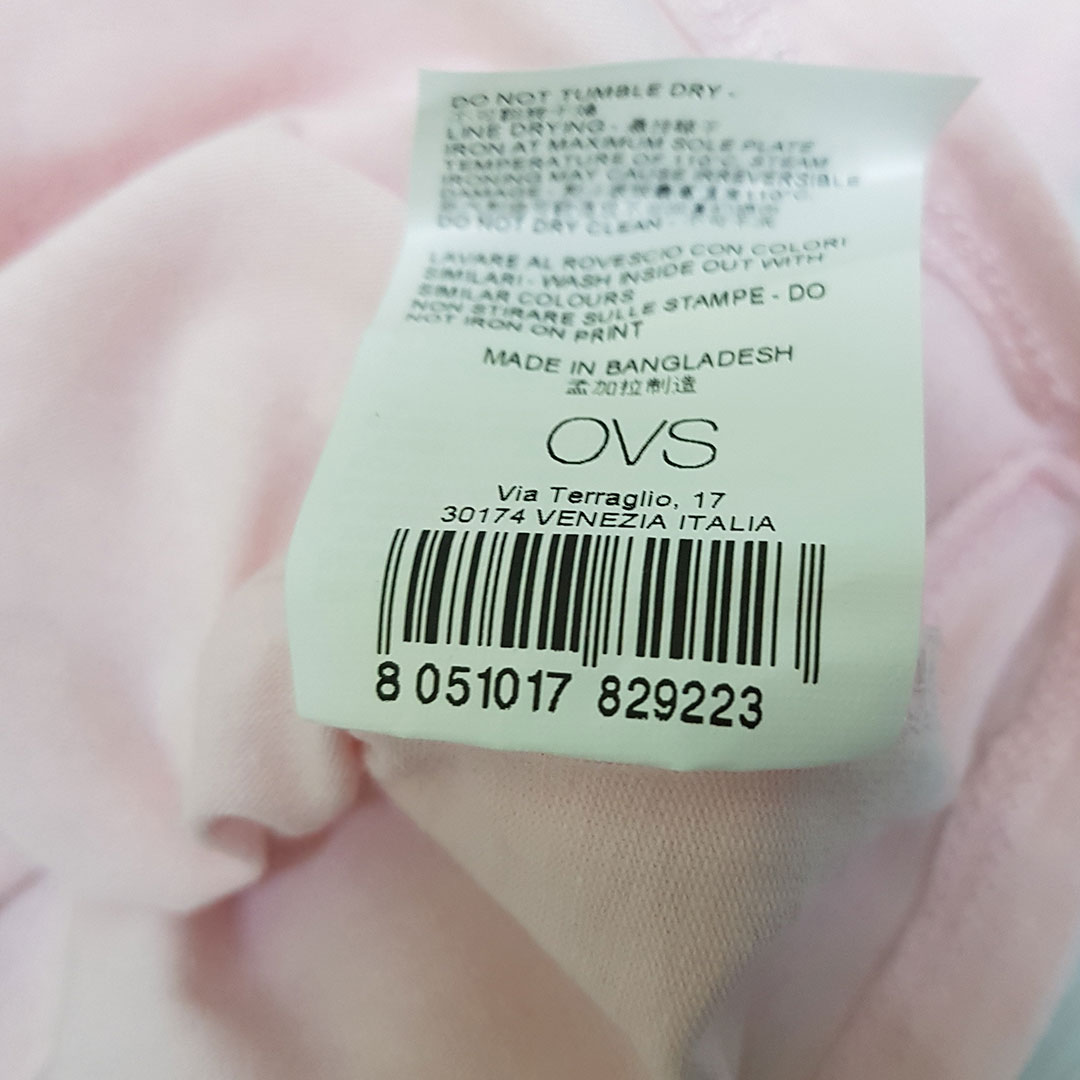 DO NOT TUMBLE DRY -
LINE DRYING -
IRON AT MAXIMUM SOLE PLATE
TEMPERATURE OF 110°C, STEAM
IRONING MAY CAUSE IRREVERSIBLE
DAMAGE
DO NOT DRY CLEAN -
LAVARE AL ROVESCIO CON COLORI
SIMILARI - WASH INSIDE OUT WITH
SIMILAR COLOURS
NON STIRARE SULLE STAMPE - DO
NOT IRON ON PRINT
MADE IN BANGLADESH
孟加拉制造
OVS
Via Terraglio, 17
30174 VENEZIA ITALIA
8 051017 829223